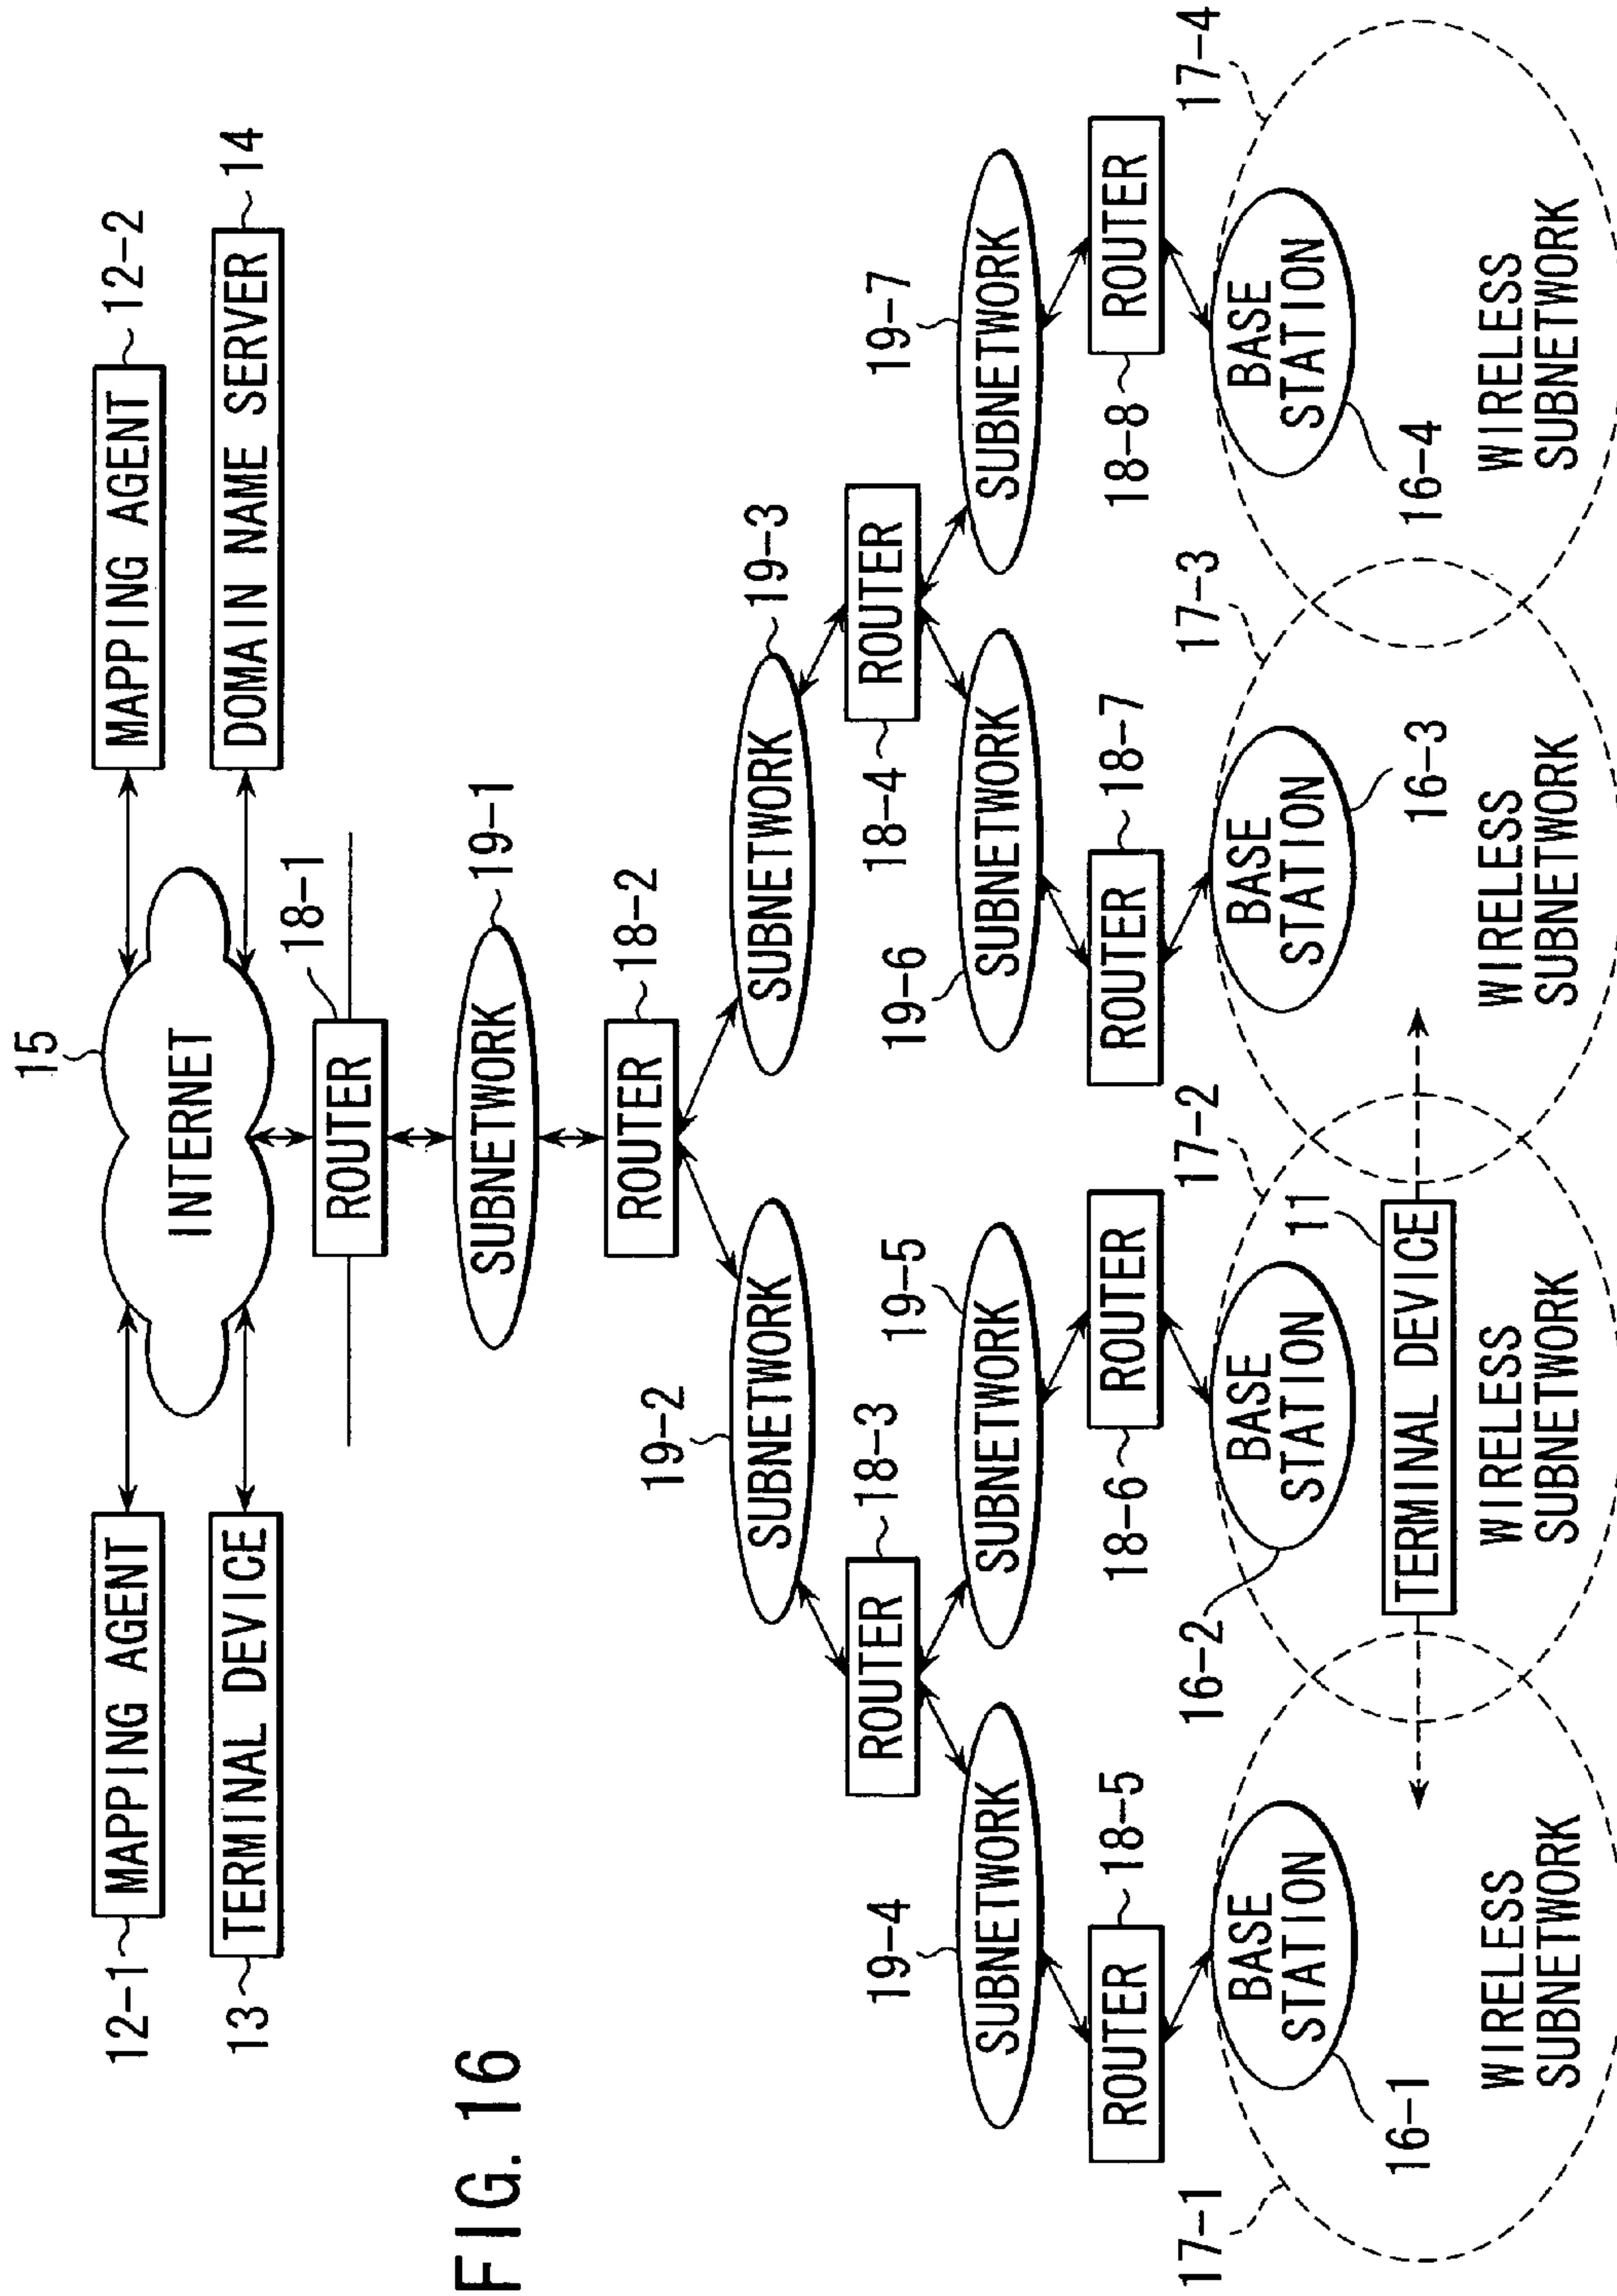 FIG. 16
15
12-1
MAPPING AGENT
INTERNET
MAPPING AGENT
12-2
13
TERMINAL DEVICE
DOMAIN NAME SERVER
14
ROUTER
18-1
SUBNETWORK
19-1
ROUTER
18-2
19-2
SUBNETWORK
SUBNETWORK
19-3
ROUTER
18-3
18-4
ROUTER
19-4
SUBNETWORK
19-5
SUBNETWORK
19-6
SUBNETWORK
19-7
SUBNETWORK
ROUTER
18-5
18-6
ROUTER
ROUTER
18-7
18-8
ROUTER
17-1
16-2
17-2
17-3
17-4
BASE
STATION
BASE
STATION
BASE
STATION
BASE
STATION
16-1
11
TERMINAL DEVICE
16-3
16-4
WIRELESS
SUBNETWORK
WIRELESS
SUBNETWORK
WIRELESS
SUBNETWORK
WIRELESS
SUBNETWORK